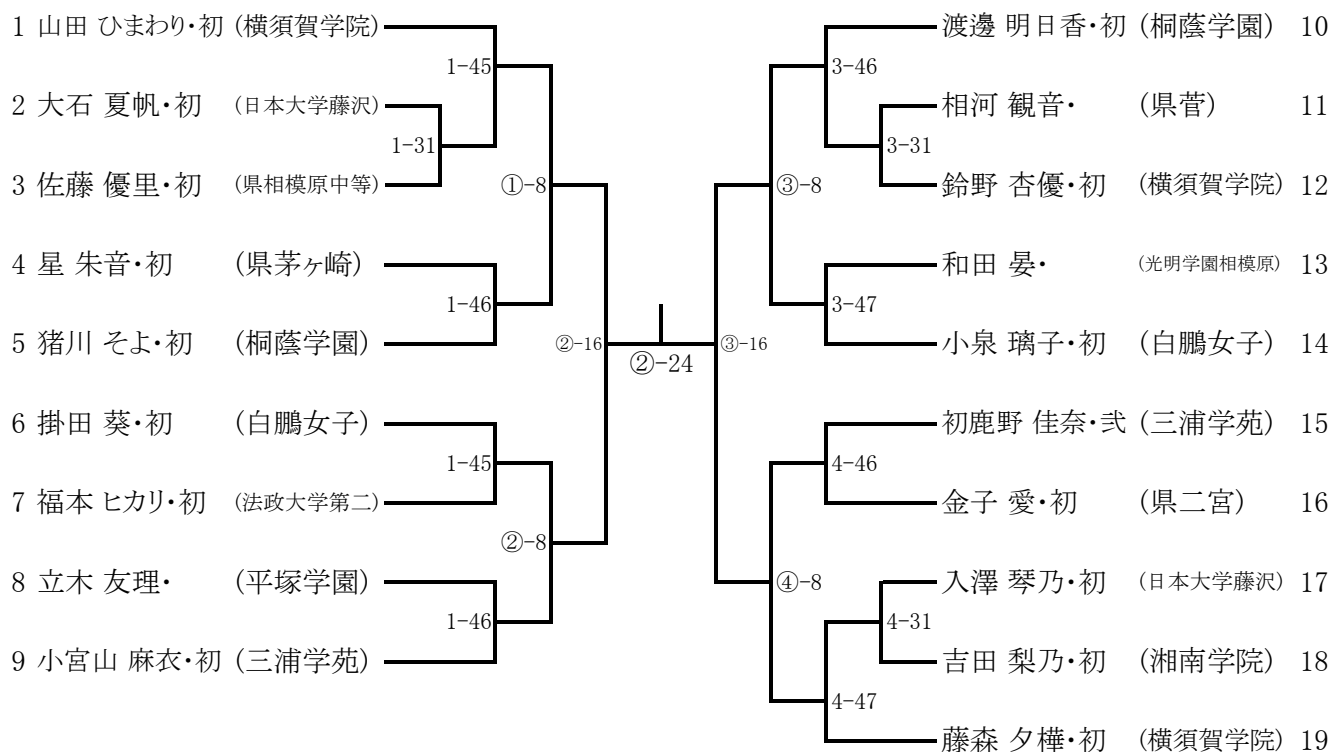 1 山田 ひまわり・初 (横須賀学院)
1-45
2 大石 夏帆・初 (日本大学藤沢)
1-31
3 佐藤 優里・初 (県相模原中等)
①-8
4 星 朱音・初 (県茅ヶ崎)
1-46
5 猪川 そよ・初 (桐蔭学園)
②-16
6 掛田 葵・初 (白鵬女子)
1-45
7 福本 ヒカリ・初 (法政大学第二)
②-8
8 立木 友理・ (平塚学園)
1-46
9 小宮山 麻衣・初 (三浦学苑)
②-24
渡邊 明日香・初 (桐蔭学園) 10
3-46
相河 観音・ (県菅) 11
3-31
鈴野 杏優・初 (横須賀学院) 12
③-8
和田 晏・ (光明学園相模原) 13
3-47
小泉 璃子・初 (白鵬女子) 14
③-16
初鹿野 佳奈・弐 (三浦学苑) 15
4-46
金子 愛・初 (県二宮) 16
④-8
入澤 琴乃・初 (日本大学藤沢) 17
4-31
吉田 梨乃・初 (湘南学院) 18
4-47
藤森 夕樺・初 (横須賀学院) 19